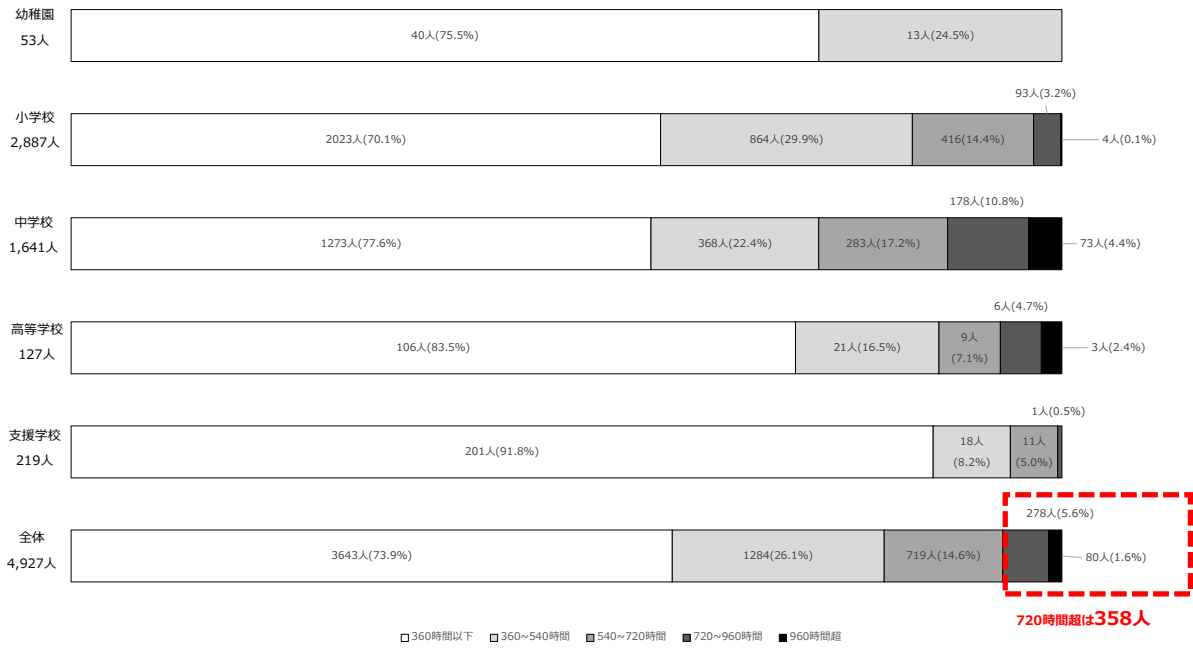 幼稚園
53人
40人(75.5%)
13人(24.5%)
93人(3.2%)
小学校
2,887人
2023人(70.1%)
864人(29.9%)
416人(14.4%)
4人(0.1%)
178人(10.8%)
中学校
1,641人
1273人(77.6%)
368人(22.4%)
283人(17.2%)
73人(4.4%)
6人(4.7%)
高等学校
127人
106人(83.5%)
21人(16.5%)
9人
(7.1%)
3人(2.4%)
1人(0.5%)
支援学校
219人
201人(91.8%)
18人
(8.2%)
11人
(5.0%)
278人(5.6%)
全体
4,927人
3643人(73.9%)
1284人(26.1%)
719人(14.6%)
80人(1.6%)
720時間超は358人
360時間以下 360~540時間 540~720時間 720~960時間 960時間超